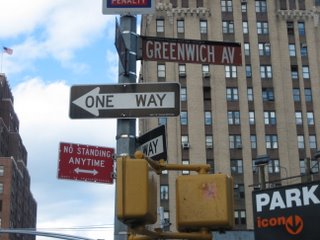 PENALTY
GREENWICH AV
ONE WAY
WAY
NO STANDING
ANYTIME
PARK
icon